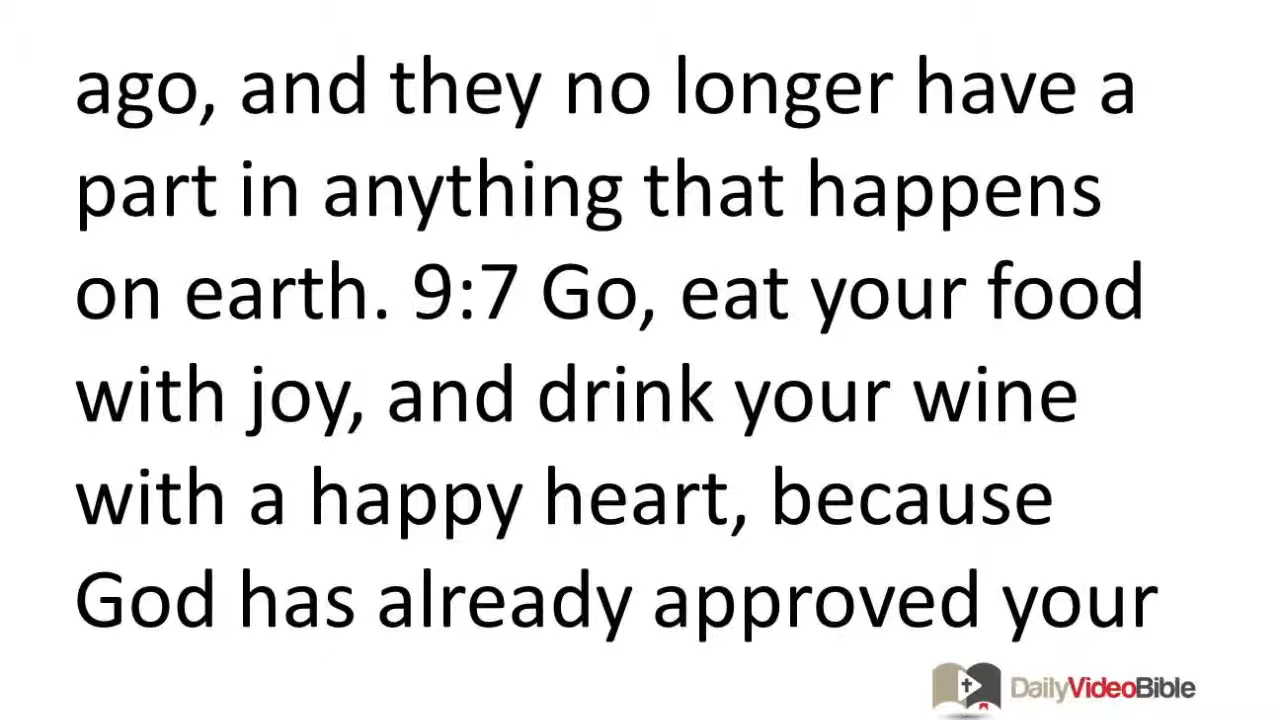 ago, and they no longer have a
part in anything that happens
on earth. 9:7 Go, eat your food
with joy, and drink your wine
with a happy heart, because
God has already approved your
DailyVideoBible